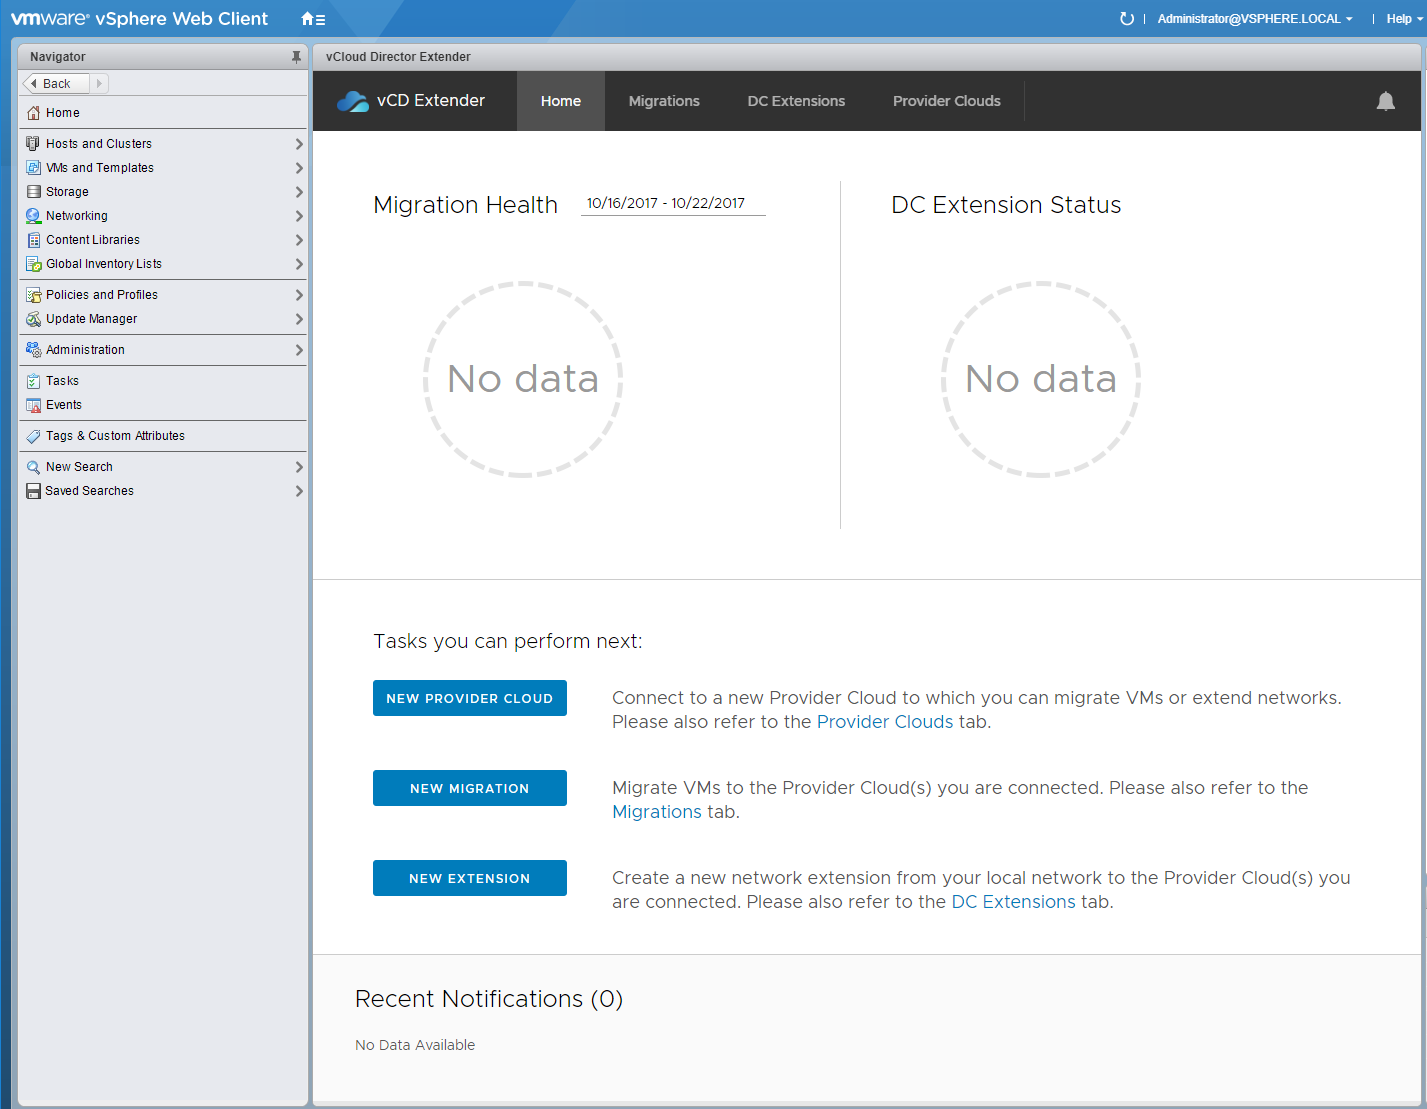 vmware® vSphere Web Client
Administrator@VSPHERE.LOCAL
Help
Navigator
Back
Home
Hosts and Clusters
VMs and Templates
Storage
Networking
Content Libraries
Global Inventory Lists
Policies and Profiles
Update Manager
Administration
Tasks
Events
Tags & Custom Attributes
New Search
Saved Searches
vCloud Director Extender
vCD Extender
Home
Migrations
DC Extensions
Provider Clouds
Migration Health
10/16/2017 - 10/22/2017
No data
DC Extension Status
No data
Tasks you can perform next:
NEW PROVIDER CLOUD
Connect to a new Provider Cloud to which you can migrate VMs or extend networks.
Please also refer to the Provider Clouds tab.
NEW MIGRATION
Migrate VMs to the Provider Cloud(s) you are connected. Please also refer to the
Migrations tab.
NEW EXTENSION
Create a new network extension from your local network to the Provider Cloud(s) you
are connected. Please also refer to the DC Extensions tab.
Recent Notifications (0)
No Data Available